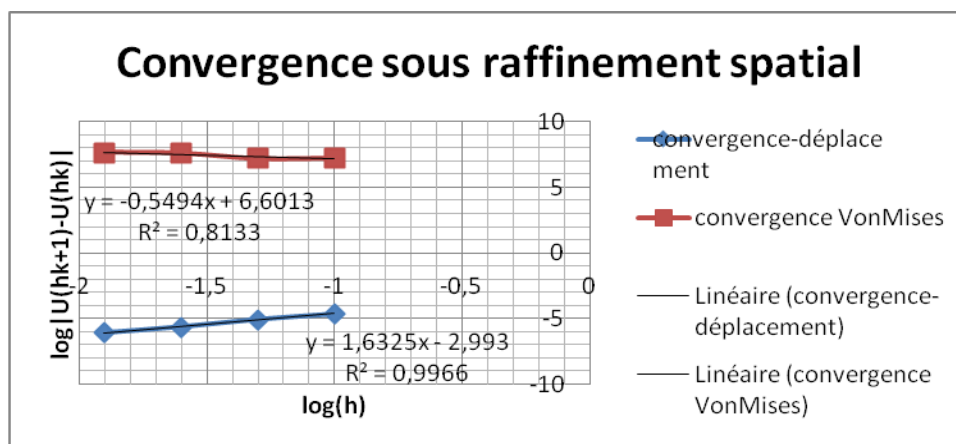 Convergence sous raffinement spatial
log|U(hk+1)-U(hk)|
10
5
0
-5
-10
-2
-1,5
-1
-0,5
0
y = -0,5494x + 6,6013
R² = 0,8133
y = 1,6325x - 2,993
R² = 0,9966
log(h)
convergence-déplace
ment
convergence VonMises
Linéaire (convergence-
déplacement)
Linéaire (convergence
VonMises)